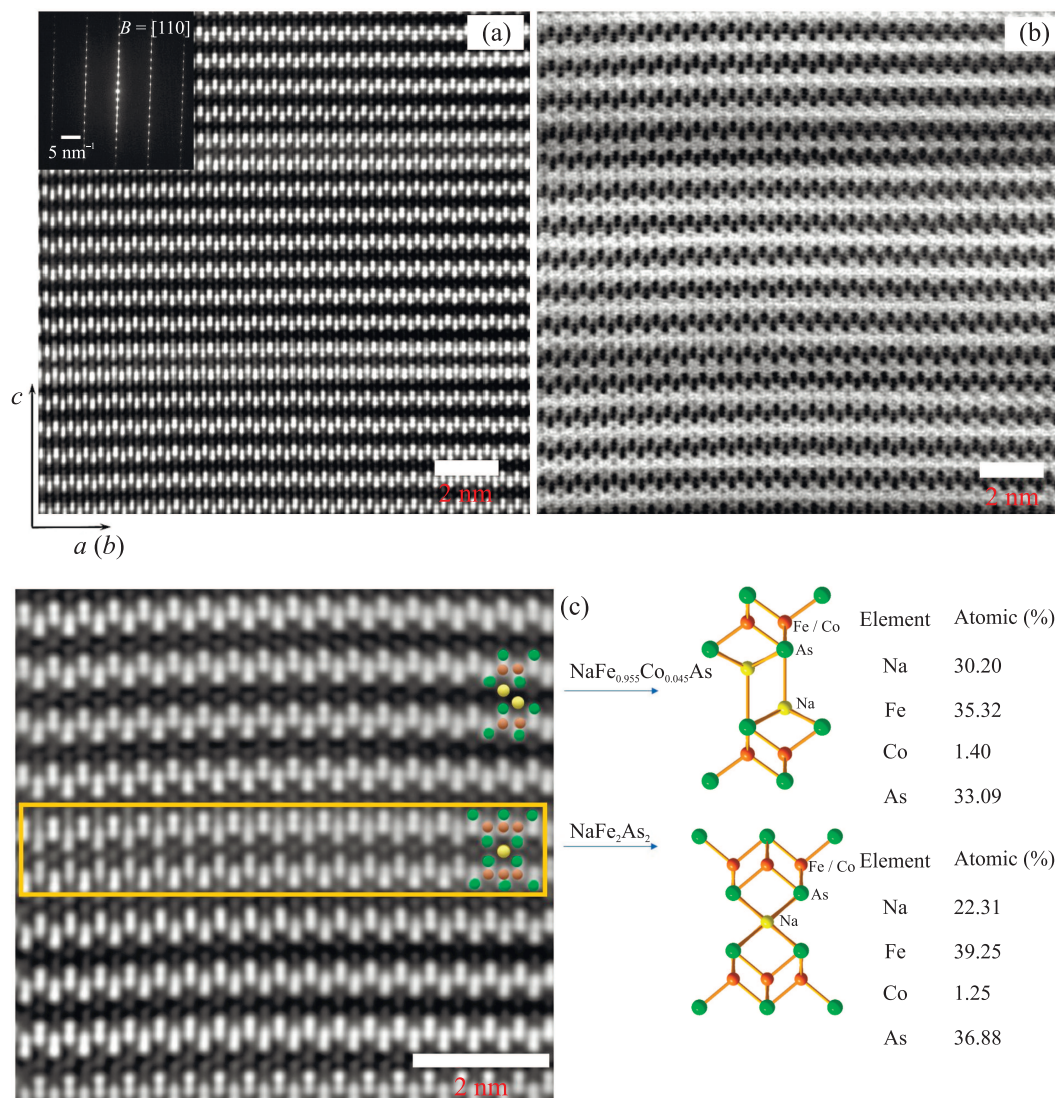 B = [110]
5 nm⁻¹
(a)
(b)
c
a (b)
2 nm
2 nm
(c)
NaFe₀.₉₅₅Co₀.₀₄₅As
Fe / Co
As
Na
Element Atomic (%)
Na 30.20
Fe 35.32
Co 1.40
As 33.09
NaFe₂As₂
Fe / Co
As
Na
Element Atomic (%)
Na 22.31
Fe 39.25
Co 1.25
As 36.88
2 nm